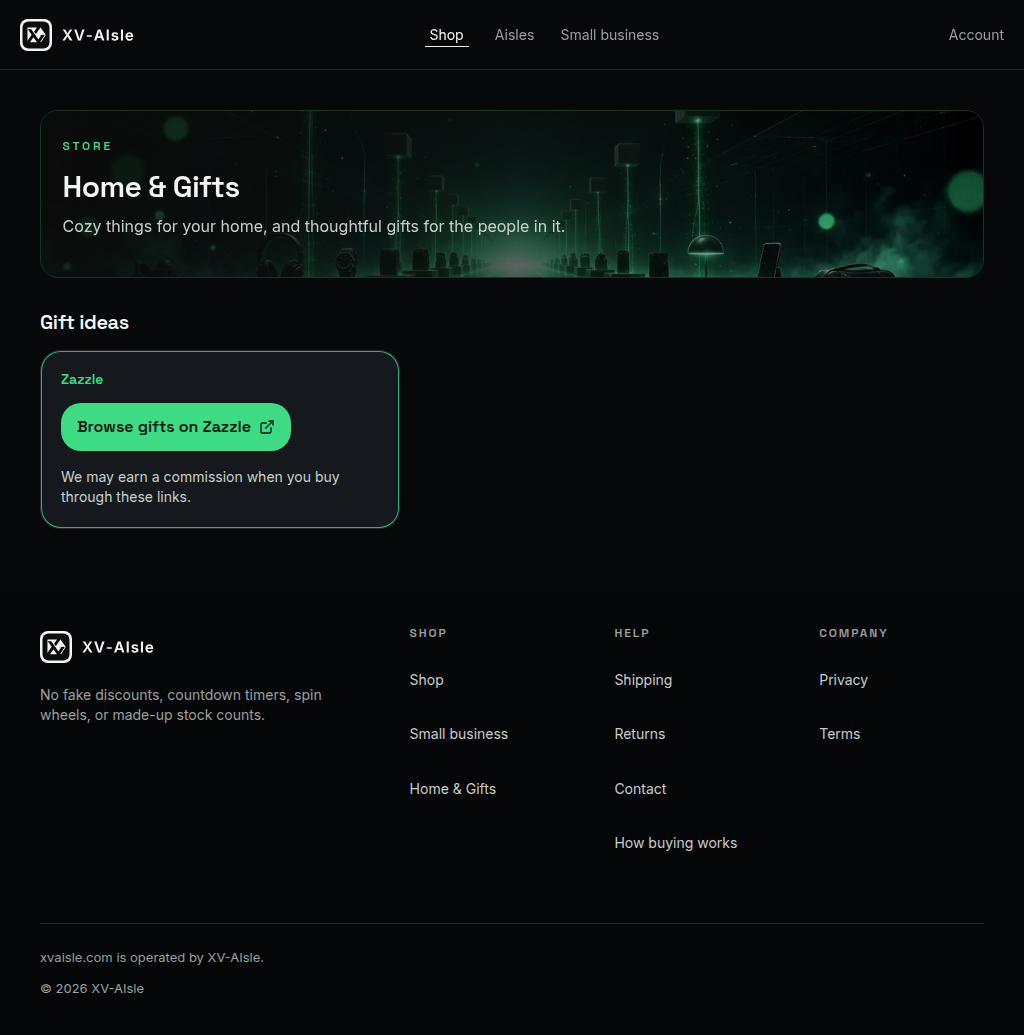 XV-AIsle
Shop
Aisles
Small business
Account
STORE
Home & Gifts
Cozy things for your home, and thoughtful gifts for the people in it.
Gift ideas
Zazzle
Browse gifts on Zazzle
We may earn a commission when you buy
through these links.
XV-AIsle
No fake discounts, countdown timers, spin
wheels, or made-up stock counts.
SHOP
Shop
Small business
Home & Gifts
HELP
Shipping
Returns
Contact
How buying works
COMPANY
Privacy
Terms
xvaisle.com is operated by XV-AIsle.
© 2026 XV-AIsle